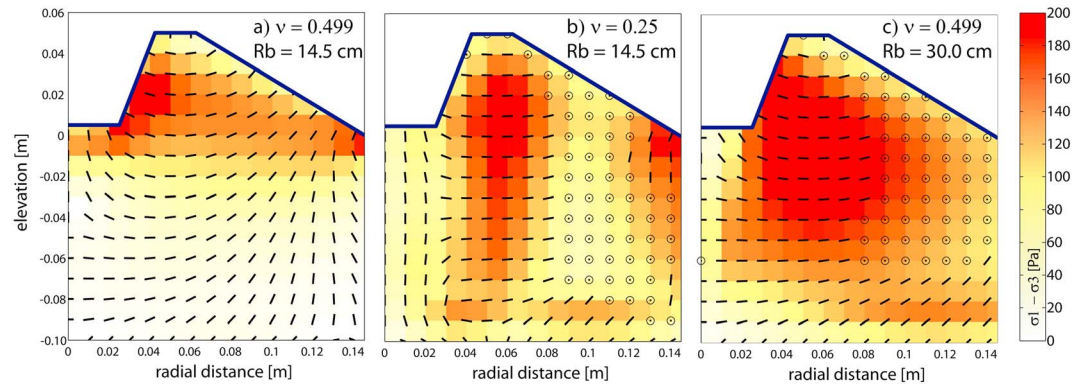 a) ν = 0.499
Rb = 14.5 cm
b) ν = 0.25
Rb = 14.5 cm
c) ν = 0.499
Rb = 30.0 cm
elevation [m]
0.06
0.04
0.02
0
-0.02
-0.04
-0.06
-0.08
-0.10
0 0.02 0.04 0.06 0.08 0.1 0.12 0.14
radial distance [m]
0 0.02 0.04 0.06 0.08 0.1 0.12 0.14
radial distance [m]
0 0.02 0.04 0.06 0.08 0.1 0.12 0.14
radial distance [m]
200
180
160
140
120
100
80
60
40
20
0
σ1 − σ3 [Pa]